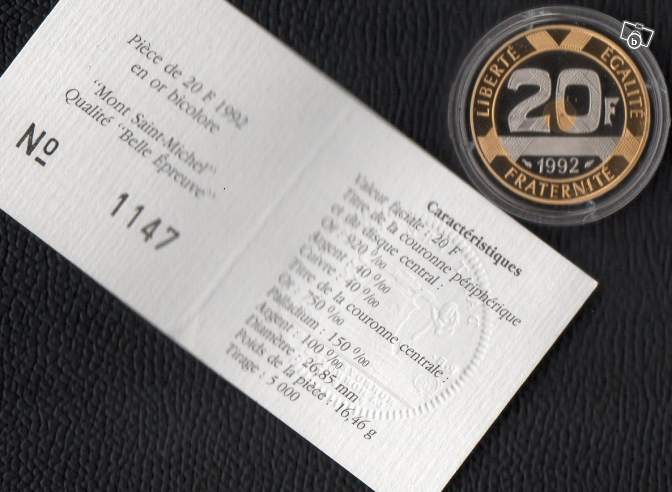 Pièce de 20 F 1992
en or bicolore
"Mont Saint-Michel"
Qualité "Belle Épreuve"
Nº 1147
Caractéristiques
Valeur faciale : 20 F
Titre de la couronne périphérique
et du disque central :
Or : 920 ‰
Argent : 40 ‰
Cuivre : 40 ‰
Titre de la couronne centrale :
Or : 750 ‰
Palladium : 150 ‰
Argent : 100 ‰
Diamètre : 26,85 mm
Poids de la pièce : 16,46 g
Tirage : 5 000
LIBERTÉ
ÉGALITÉ
20F
1992
FRATERNITÉ